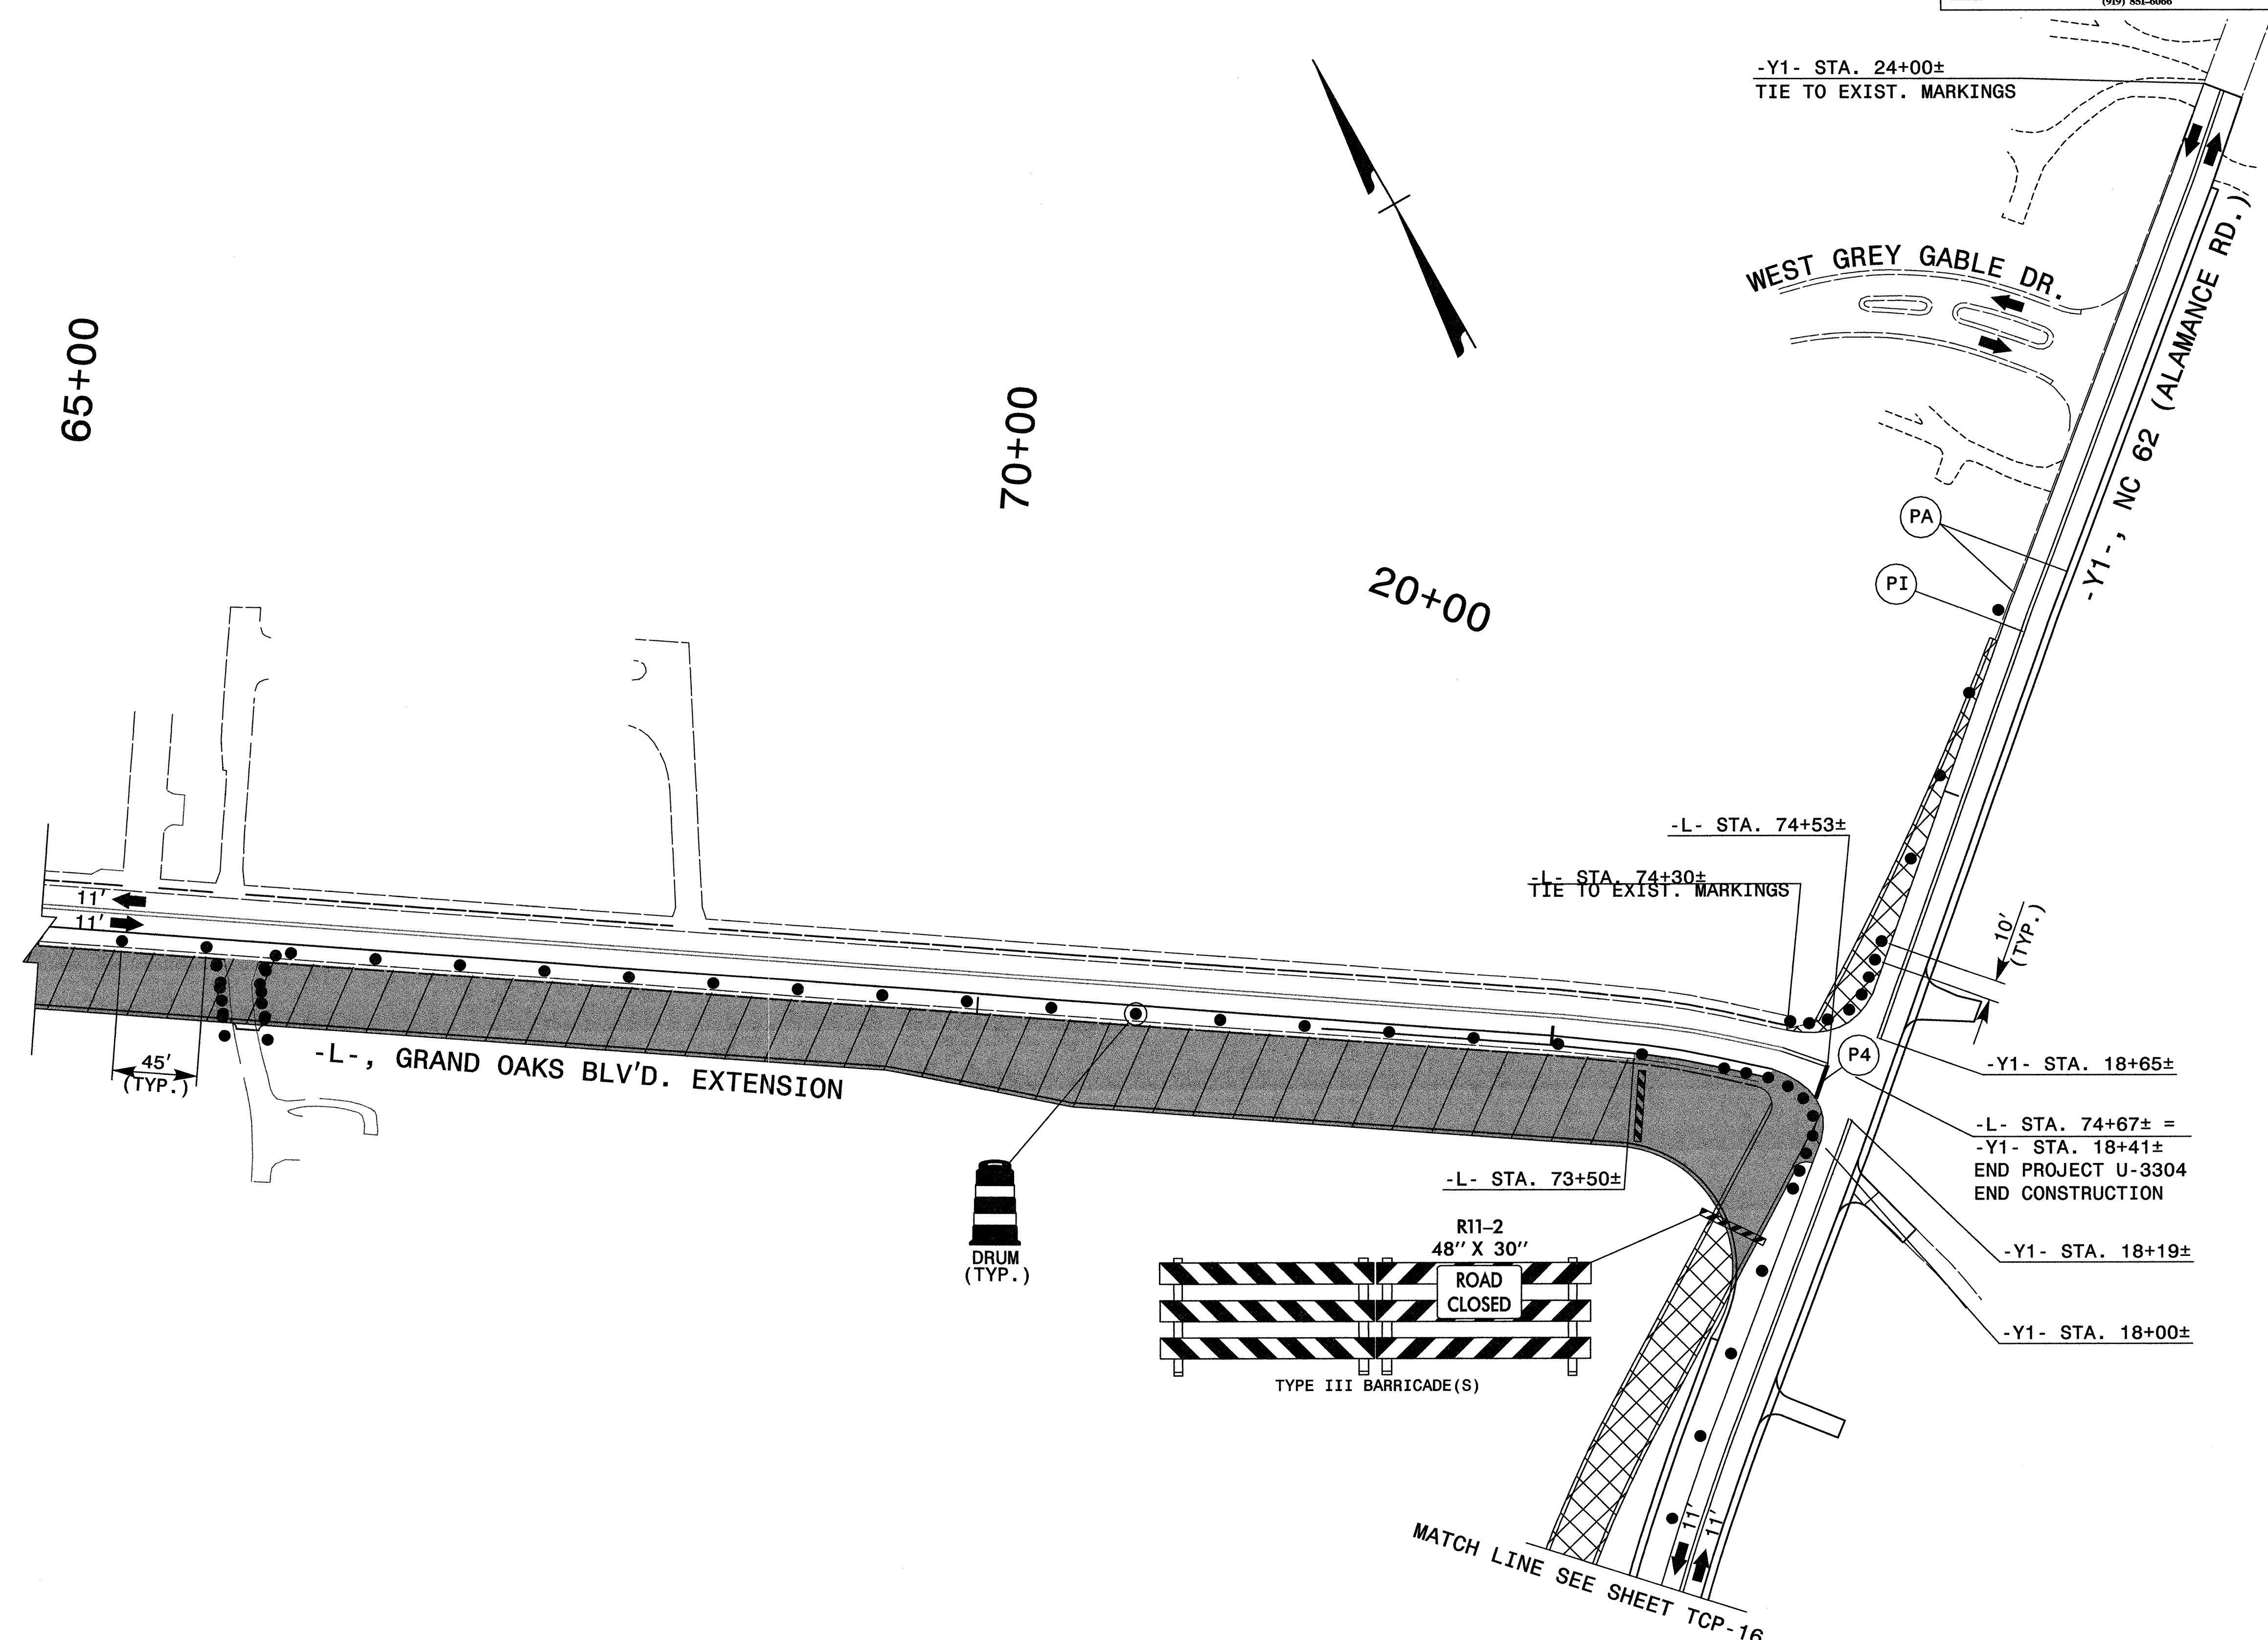 (919) 851-6066
-Y1- STA. 24+00±
TIE TO EXIST. MARKINGS
WEST GREY GABLE DR.
-Y1-, NC 62 (ALAMANCE RD.)
65+00
70+00
20+00
PA
PI
-L- STA. 74+53±
-L- STA. 74+30±
TIE TO EXIST. MARKINGS
11'
11'
10'
(TYP.)
P4
45'
(TYP.)
-L-, GRAND OAKS BLV'D. EXTENSION
L
-Y1- STA. 18+65±
-L- STA. 74+67± =
-Y1- STA. 18+41±
END PROJECT U-3304
END CONSTRUCTION
-L- STA. 73+50±
-Y1- STA. 18+19±
-Y1- STA. 18+00±
DRUM
(TYP.)
R11–2
48'' X 30''
ROAD
CLOSED
TYPE III BARRICADE(S)
11'
11'
MATCH LINE SEE SHEET TCP-16